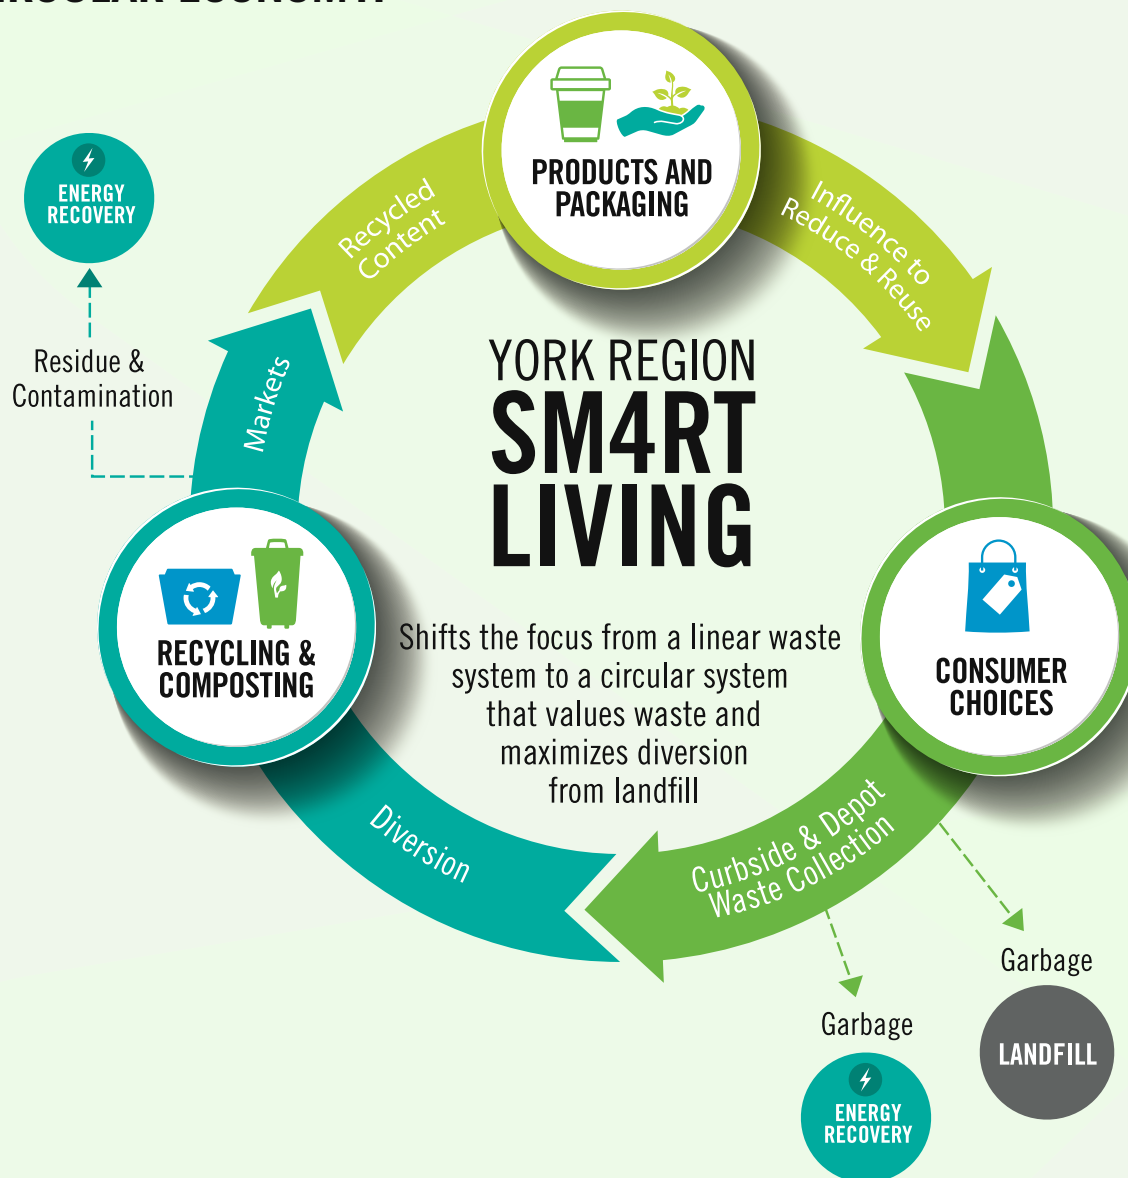 CIRCULAR ECONOMY.
PRODUCTS AND
PACKAGING
ENERGY
RECOVERY
Recycled
Content
Influence to
Reduce & Reuse
Residue &
Contamination
Markets
YORK REGION
SM4RT
LIVING
Shifts the focus from a linear waste
system to a circular system
that values waste and
maximizes diversion
from landfill
RECYCLING &
COMPOSTING
CONSUMER
CHOICES
Diversion
Curbside & Depot
Waste Collection
Garbage
LANDFILL
Garbage
ENERGY
RECOVERY